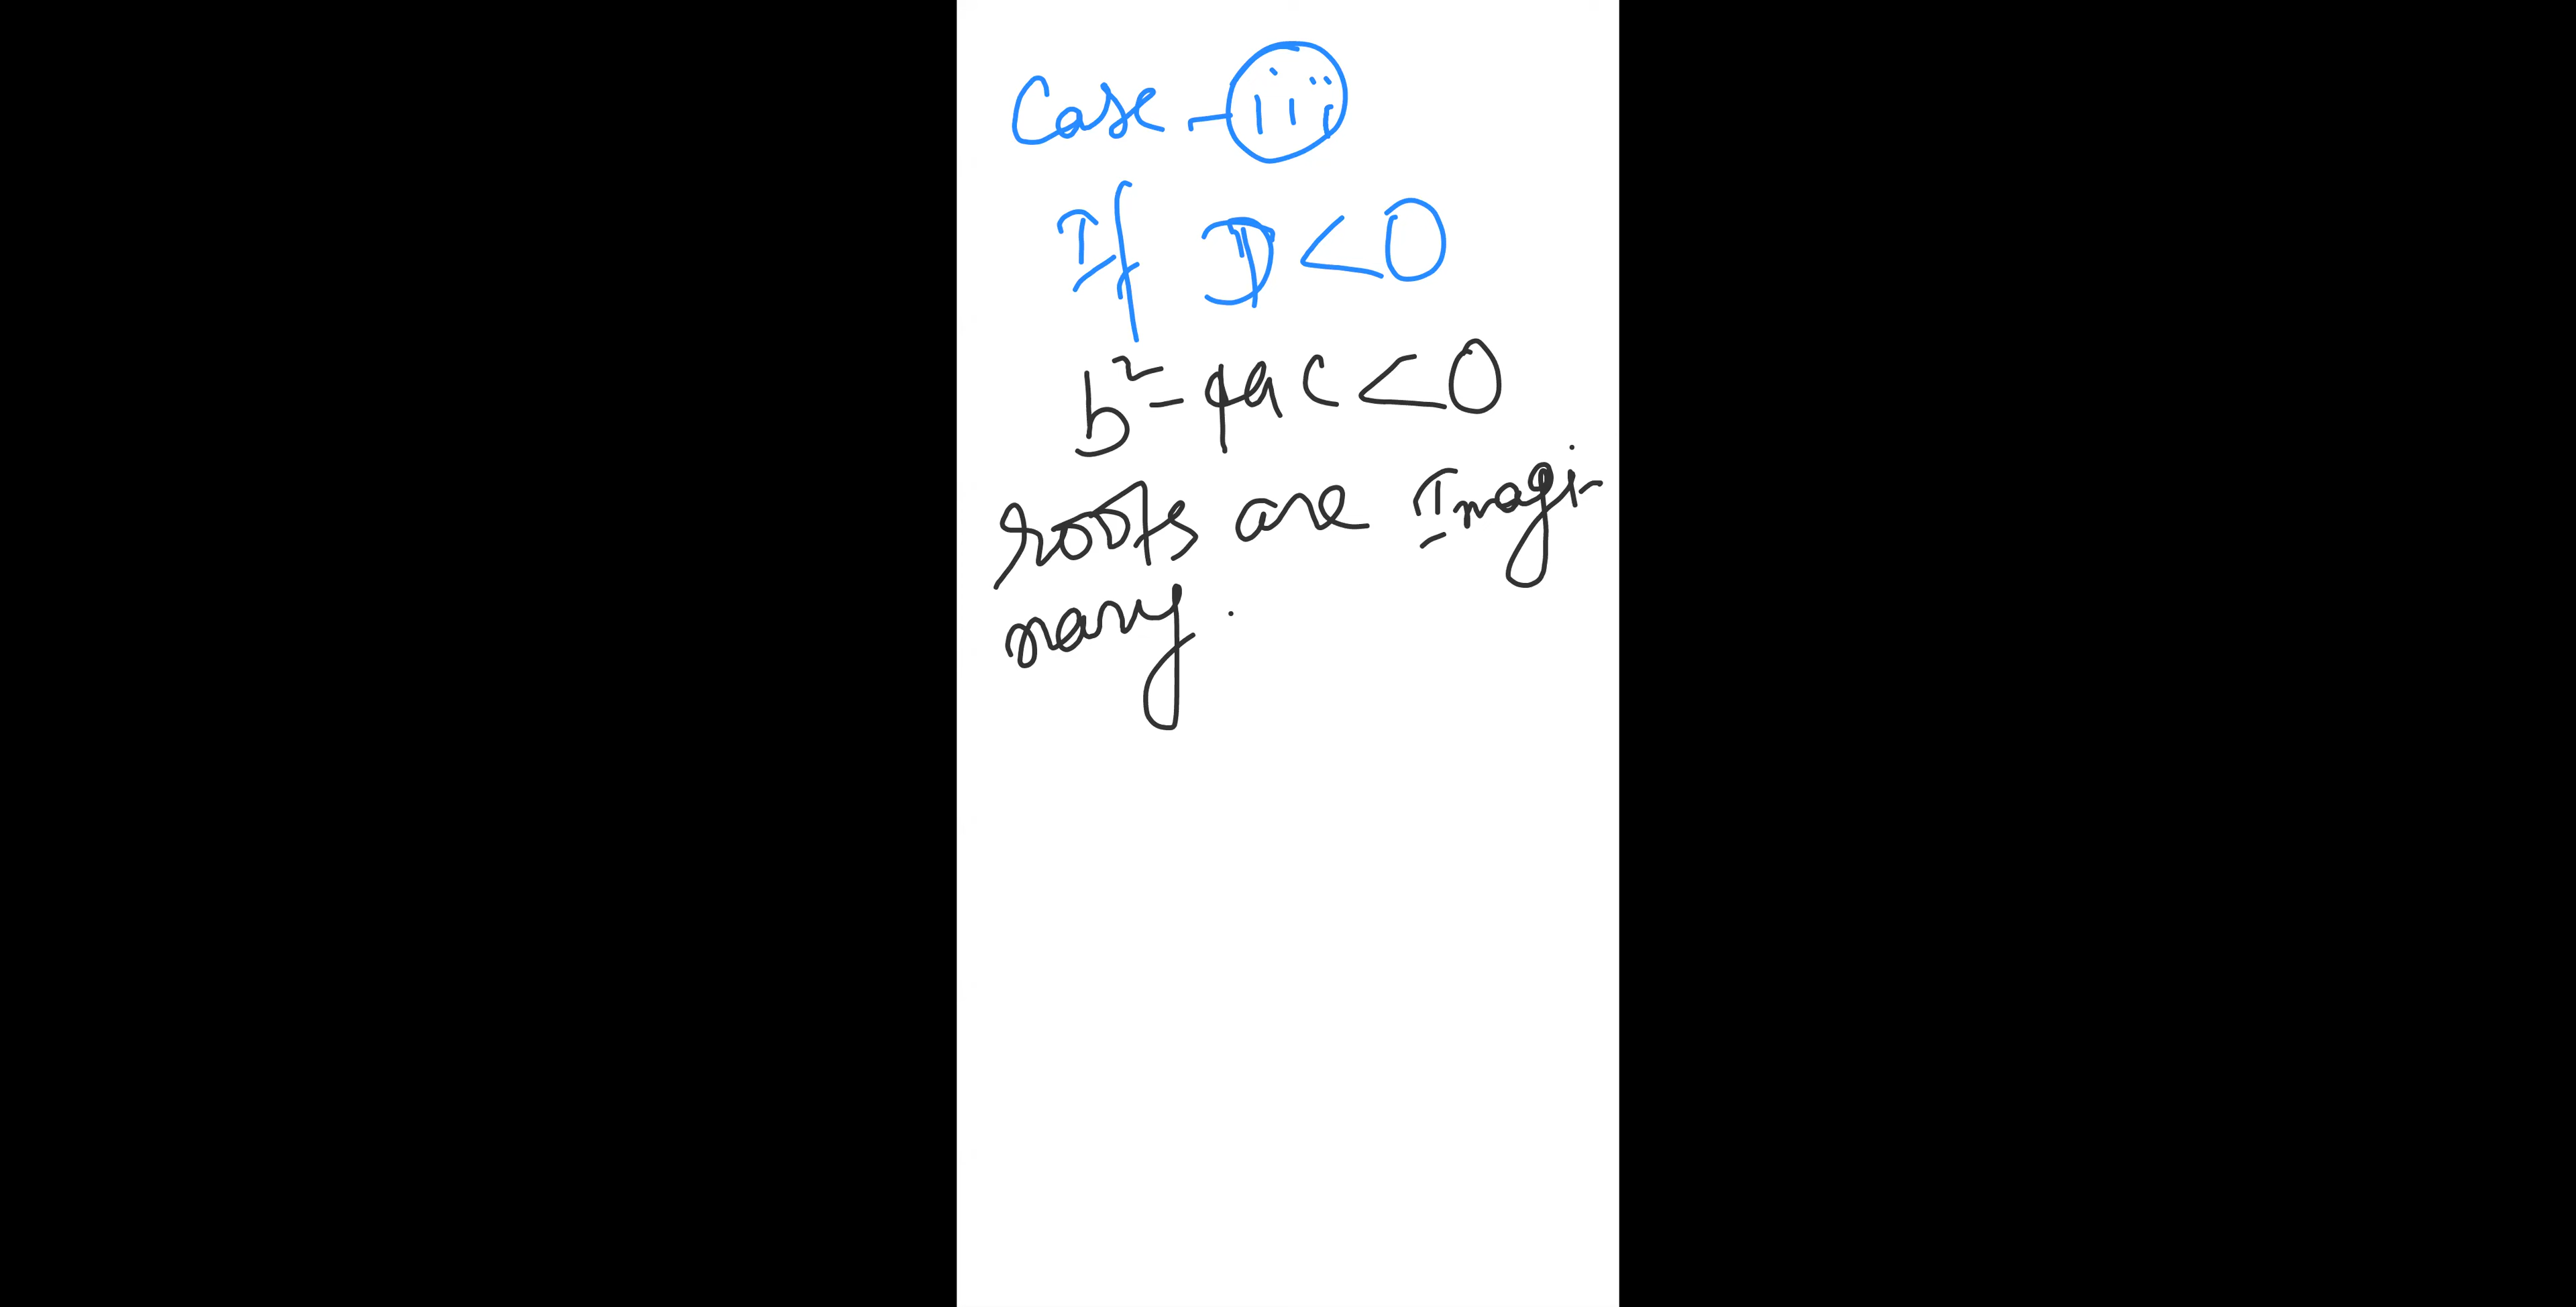 Case - iii
If D < 0
b² - 4ac < 0
roots are Imagi-
nary.